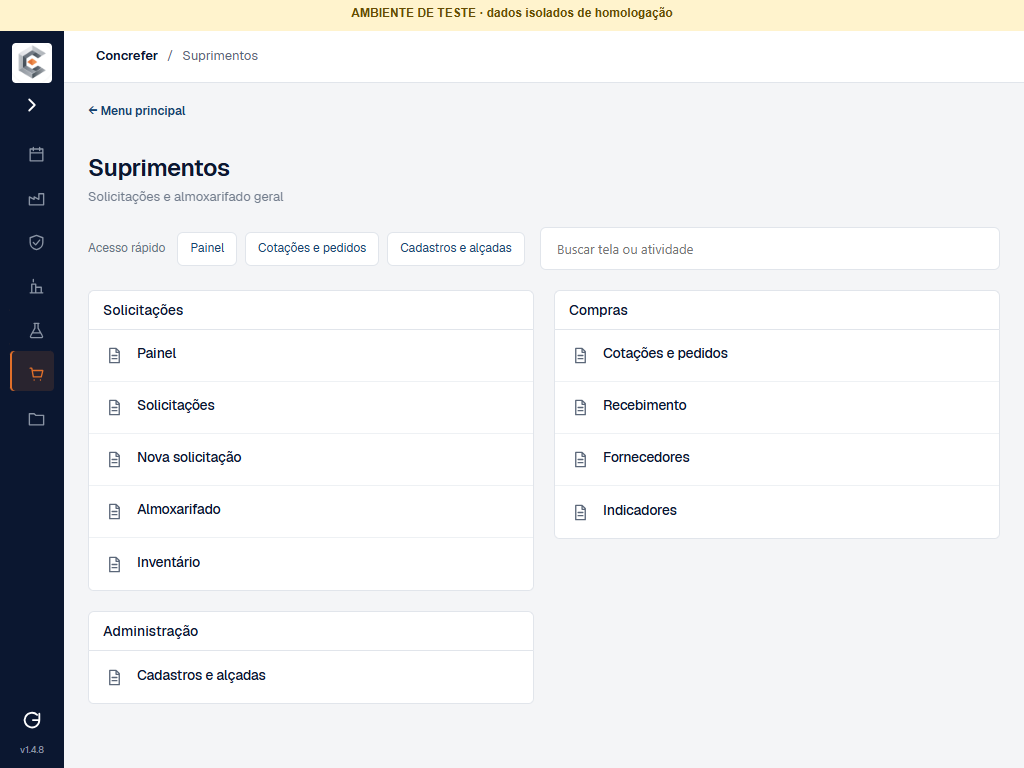 AMBIENTE DE TESTE · dados isolados de homologação
Concrefer / Suprimentos
← Menu principal
Suprimentos
Solicitações e almoxarifado geral
Acesso rápido
Painel
Cotações e pedidos
Cadastros e alçadas
Buscar tela ou atividade
Solicitações
Painel
Solicitações
Nova solicitação
Almoxarifado
Inventário
Compras
Cotações e pedidos
Recebimento
Fornecedores
Indicadores
Administração
Cadastros e alçadas
v1.4.8